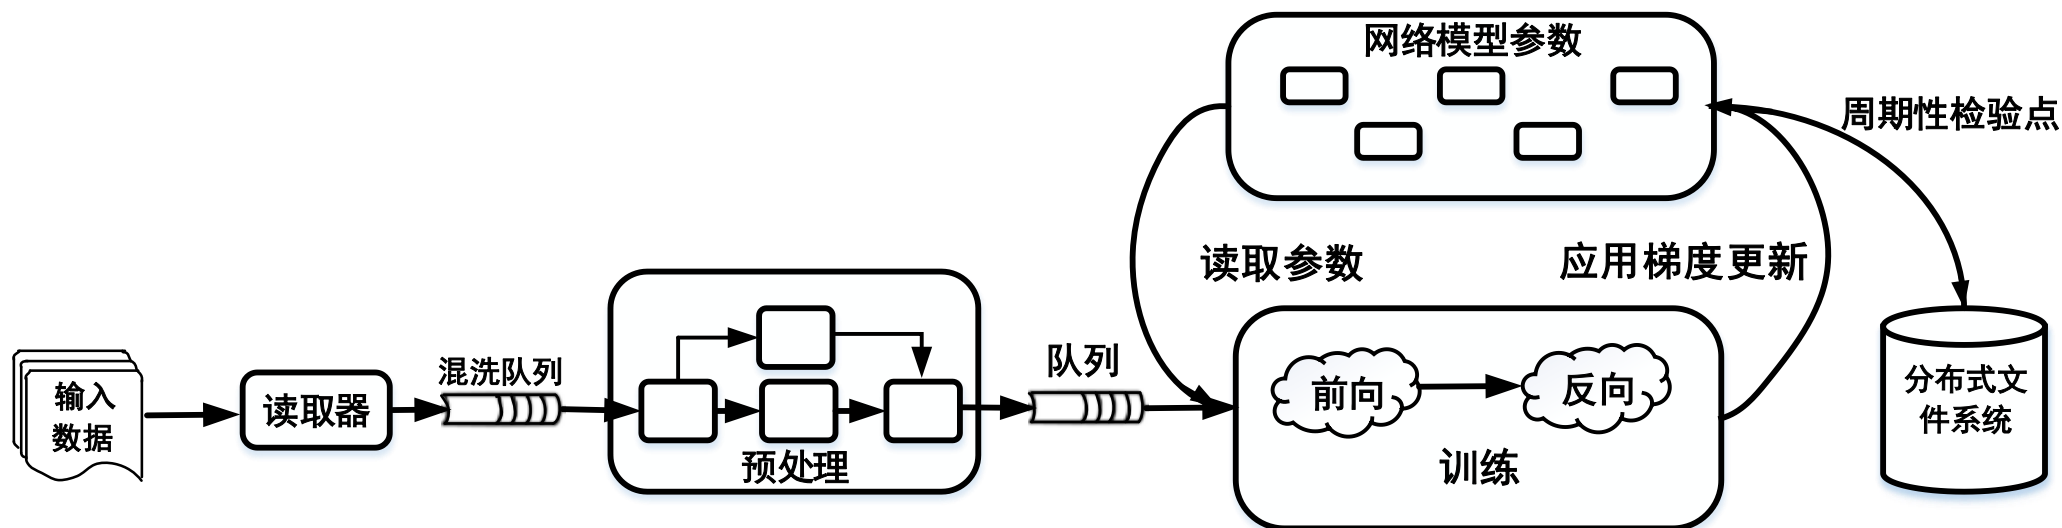 网络模型参数
周期性检验点
读取参数
应用梯度更新
输入
数据
读取器
混洗队列
预处理
队列
前向
反向
训练
分布式文
件系统